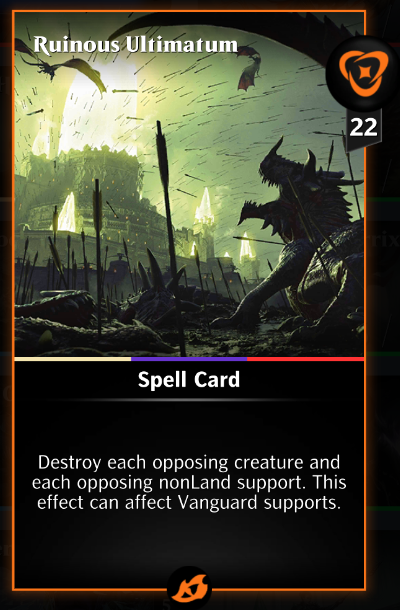 Ruinous Ultimatum
22
Spell Card
Destroy each opposing creature and
each opposing nonLand support. This
effect can affect Vanguard supports.